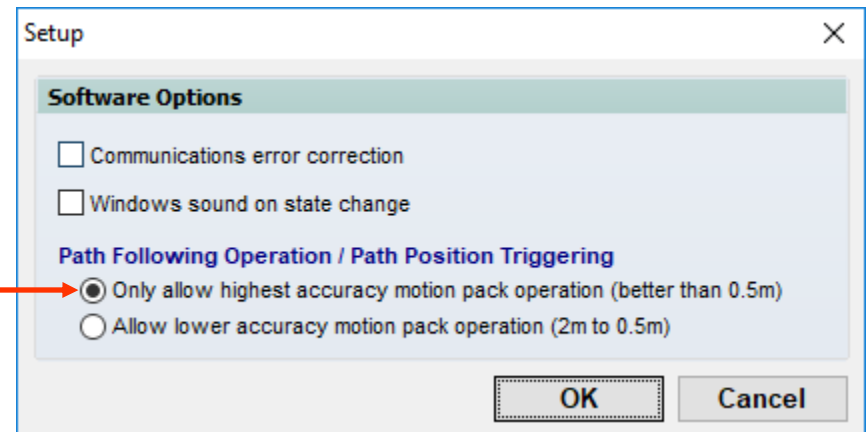 Setup
Software Options
Communications error correction
Windows sound on state change
Path Following Operation / Path Position Triggering
Only allow highest accuracy motion pack operation (better than 0.5m)
Allow lower accuracy motion pack operation (2m to 0.5m)
OK Cancel